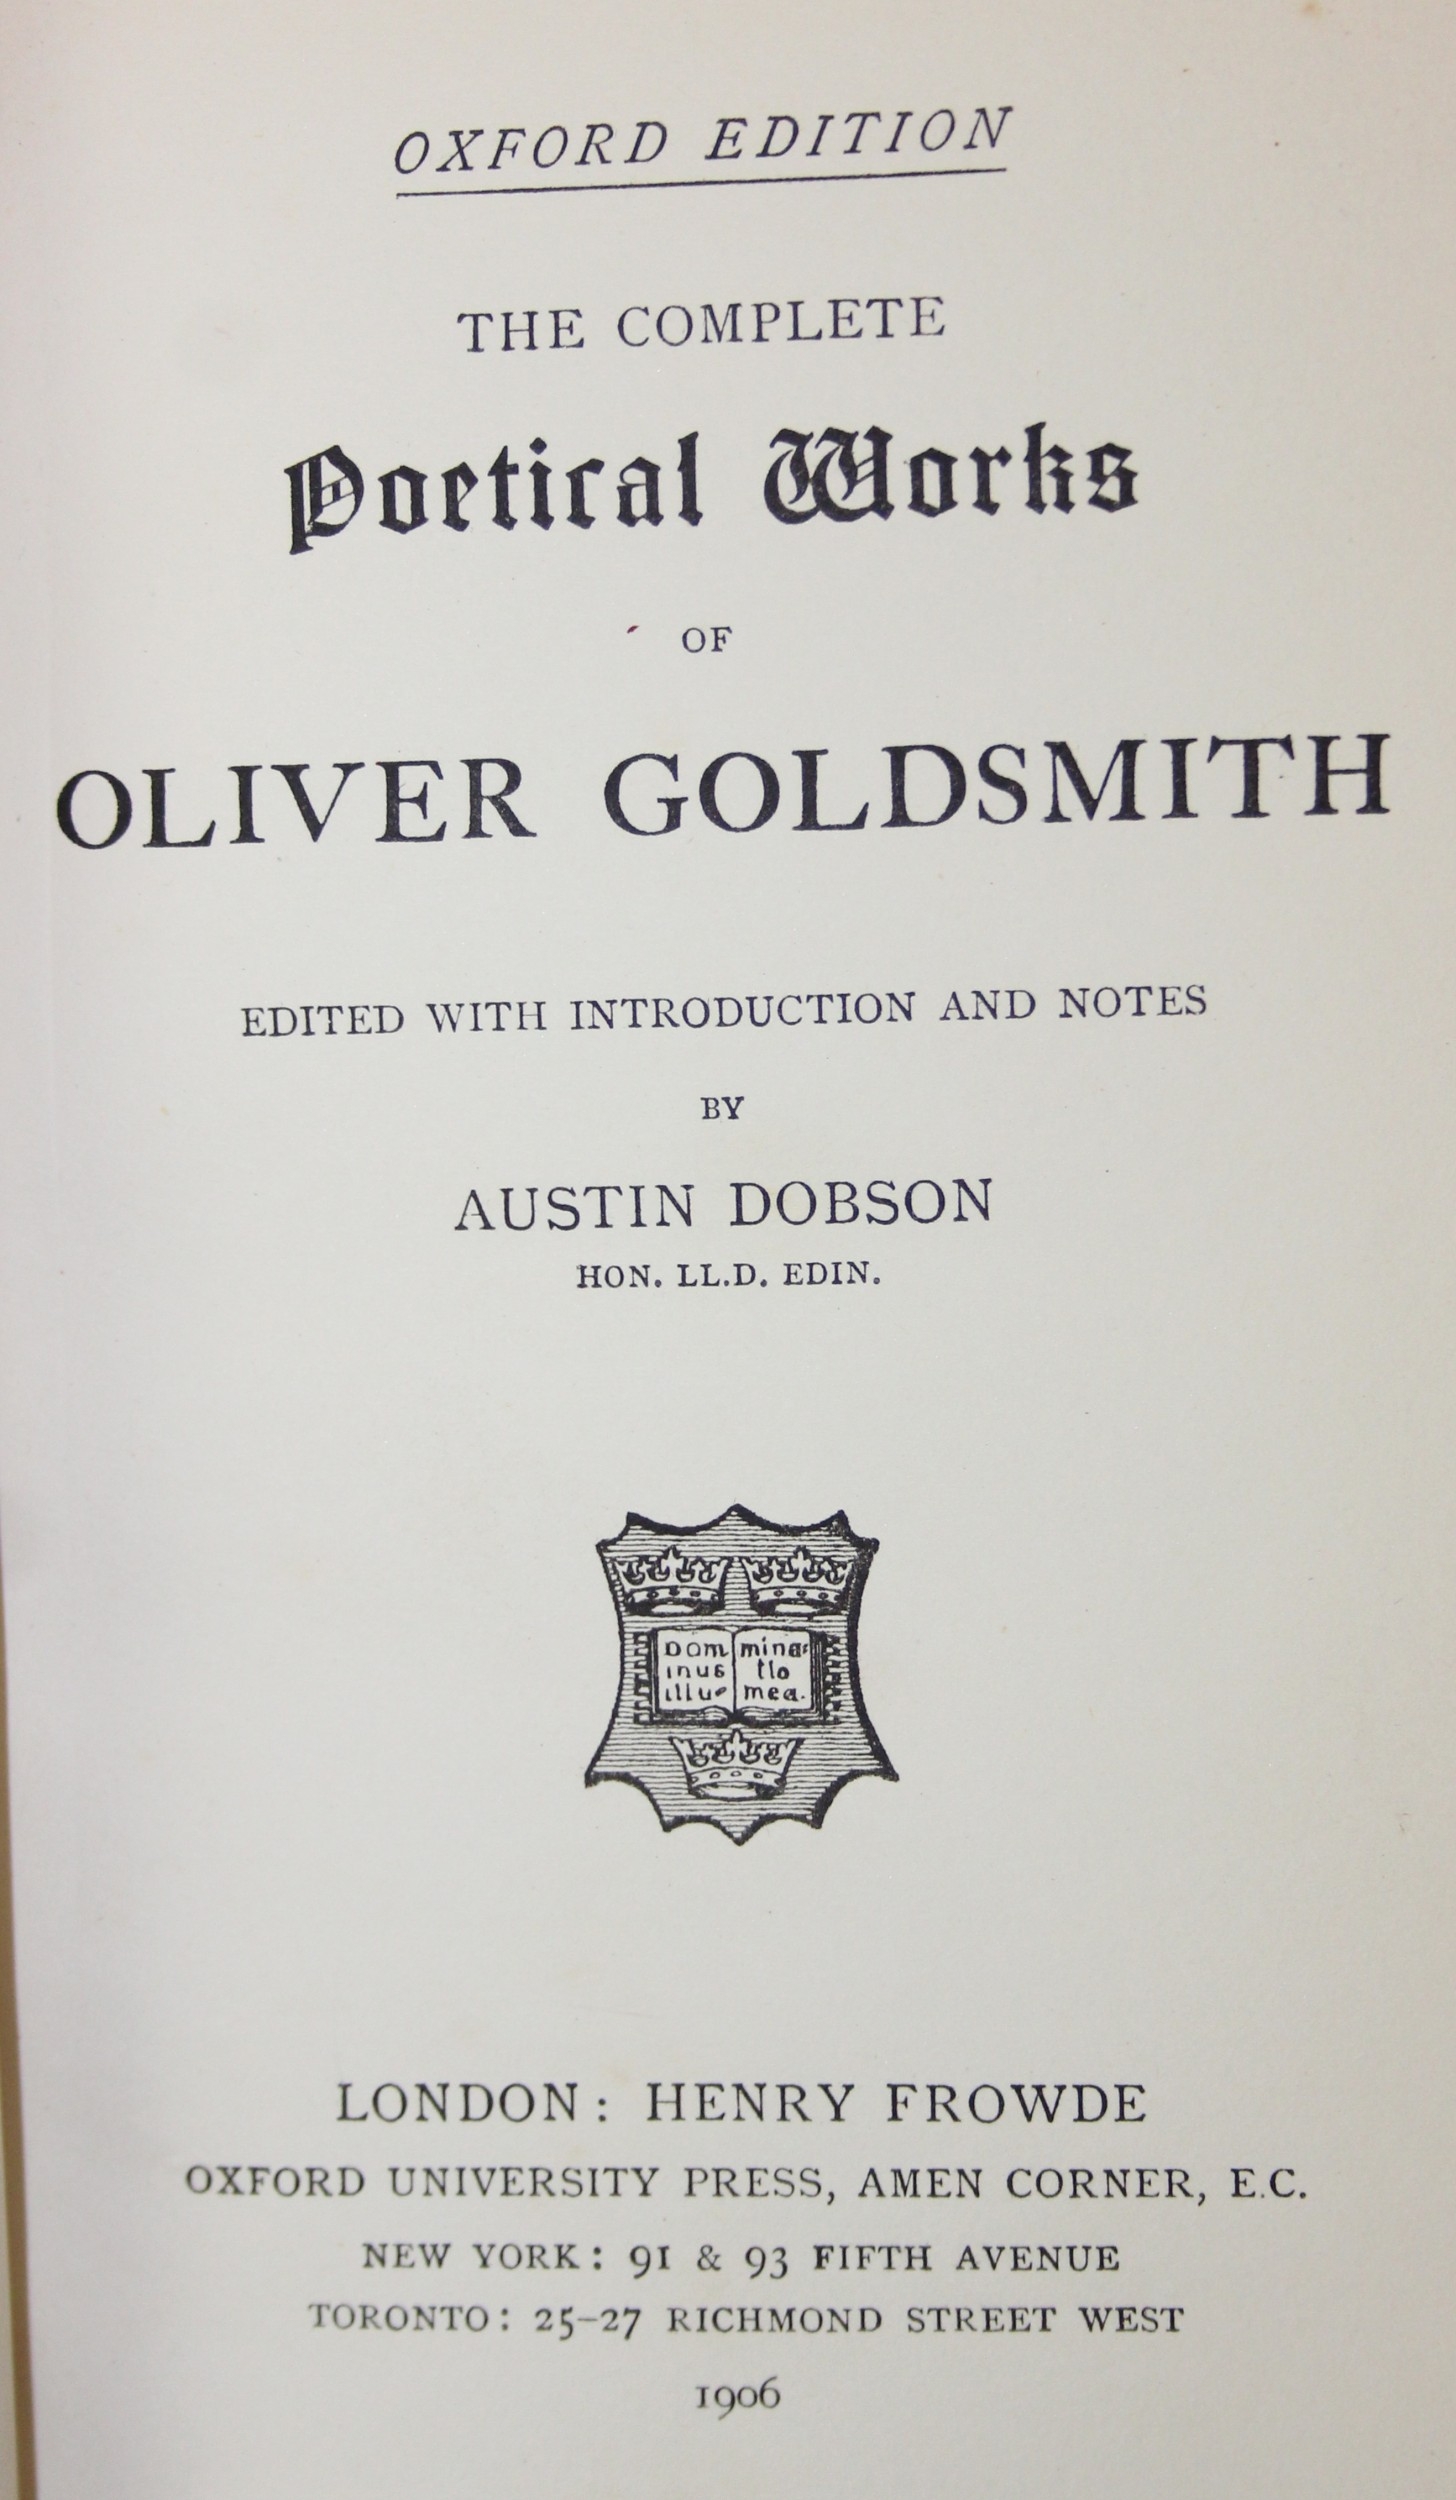 OXFORD EDITION
THE COMPLETE
Poetical Works
OF
OLIVER GOLDSMITH
EDITED WITH INTRODUCTION AND NOTES
BY
AUSTIN DOBSON
HON. LL.D. EDIN.
Dom mina:
inus tio
illu- mea.
LONDON: HENRY FROWDE
OXFORD UNIVERSITY PRESS, AMEN CORNER, E.C.
NEW YORK: 91 & 93 FIFTH AVENUE
TORONTO: 25–27 RICHMOND STREET WEST
1906